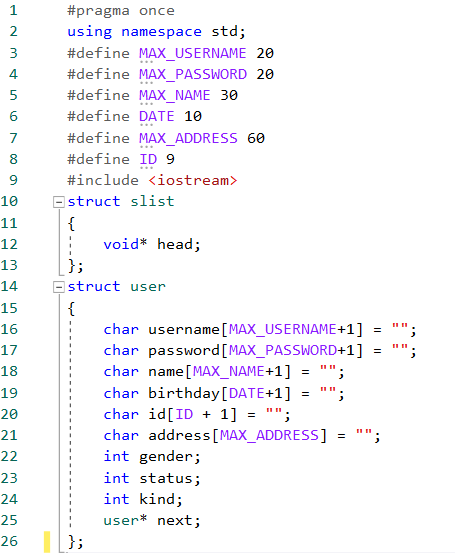 1 #pragma once
2 using namespace std;
3 #define MAX_USERNAME 20
4 #define MAX_PASSWORD 20
5 #define MAX_NAME 30
6 #define DATE 10
7 #define MAX_ADDRESS 60
8 #define ID 9
9 #include <iostream>
10 struct slist
11 {
12     void* head;
13 };
14 struct user
15 {
16     char username[MAX_USERNAME+1] = "";
17     char password[MAX_PASSWORD+1] = "";
18     char name[MAX_NAME+1] = "";
19     char birthday[DATE+1] = "";
20     char id[ID + 1] = "";
21     char address[MAX_ADDRESS] = "";
22     int gender;
23     int status;
24     int kind;
25     user* next;
26 };